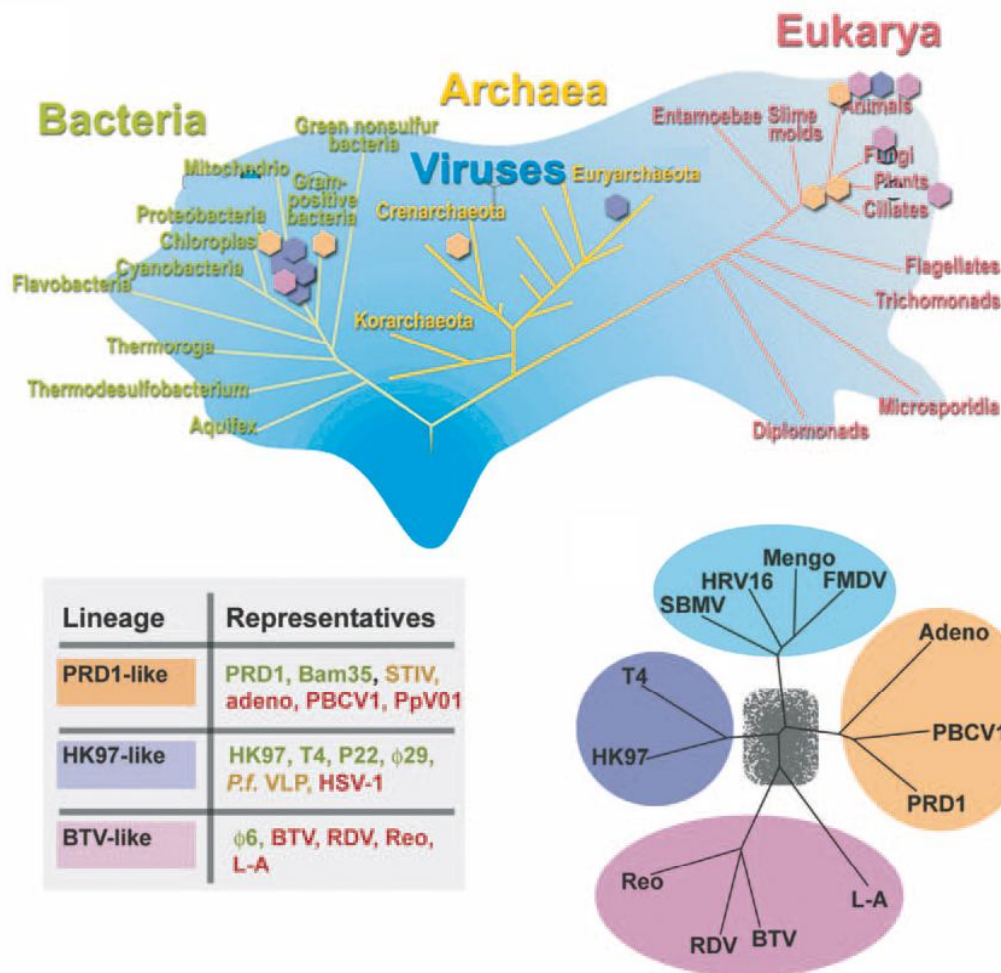 Eukarya
Archaea
Bacteria
Viruses
Green nonsulfur
bacteria
Mitochondrio
Gram-
positive
bacteria
Proteobacteria
Chloroplas
Cyanobacteria
Flavobacteria
Thermoroga
Thermodesulfobacterium
Aquifex
Crenarchaeota
Euryarchaeota
Korarchaeota
Entamoebae
Slime
molds
Animals
Fungi
Plants
Ciliates
Flagellates
Trichomonads
Microsporidia
Diplomonads
Lineage
Representatives
PRD1-like
PRD1, Bam35, STIV,
adeno, PBCV1, PpV01
HK97-like
HK97, T4, P22, ϕ29,
P.f. VLP, HSV-1
BTV-like
ϕ6, BTV, RDV, Reo,
L-A
Mengo
HRV16
FMDV
SBMV
T4
HK97
Adeno
PBCV1
PRD1
Reo
RDV
BTV
L-A